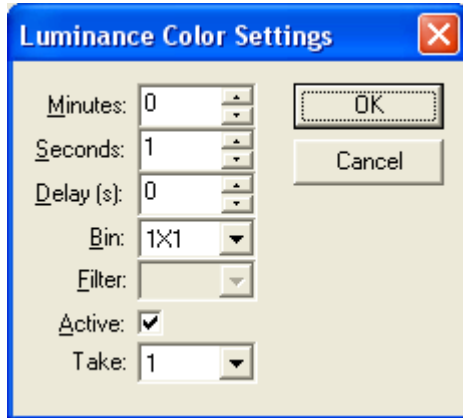 Luminance Color Settings
Minutes: 0
OK
Seconds: 1
Cancel
Delay (s): 0
Bin: 1X1
Filter:
Active:
Take: 1